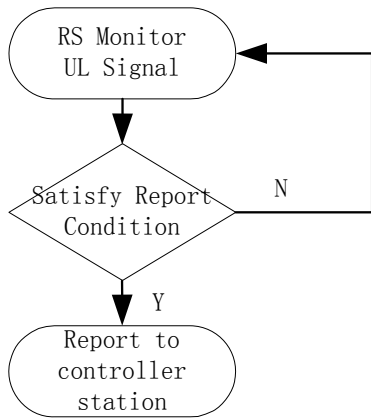 RS Monitor
UL Signal
Satisfy Report
Condition
N
Y
Report to
controller
station